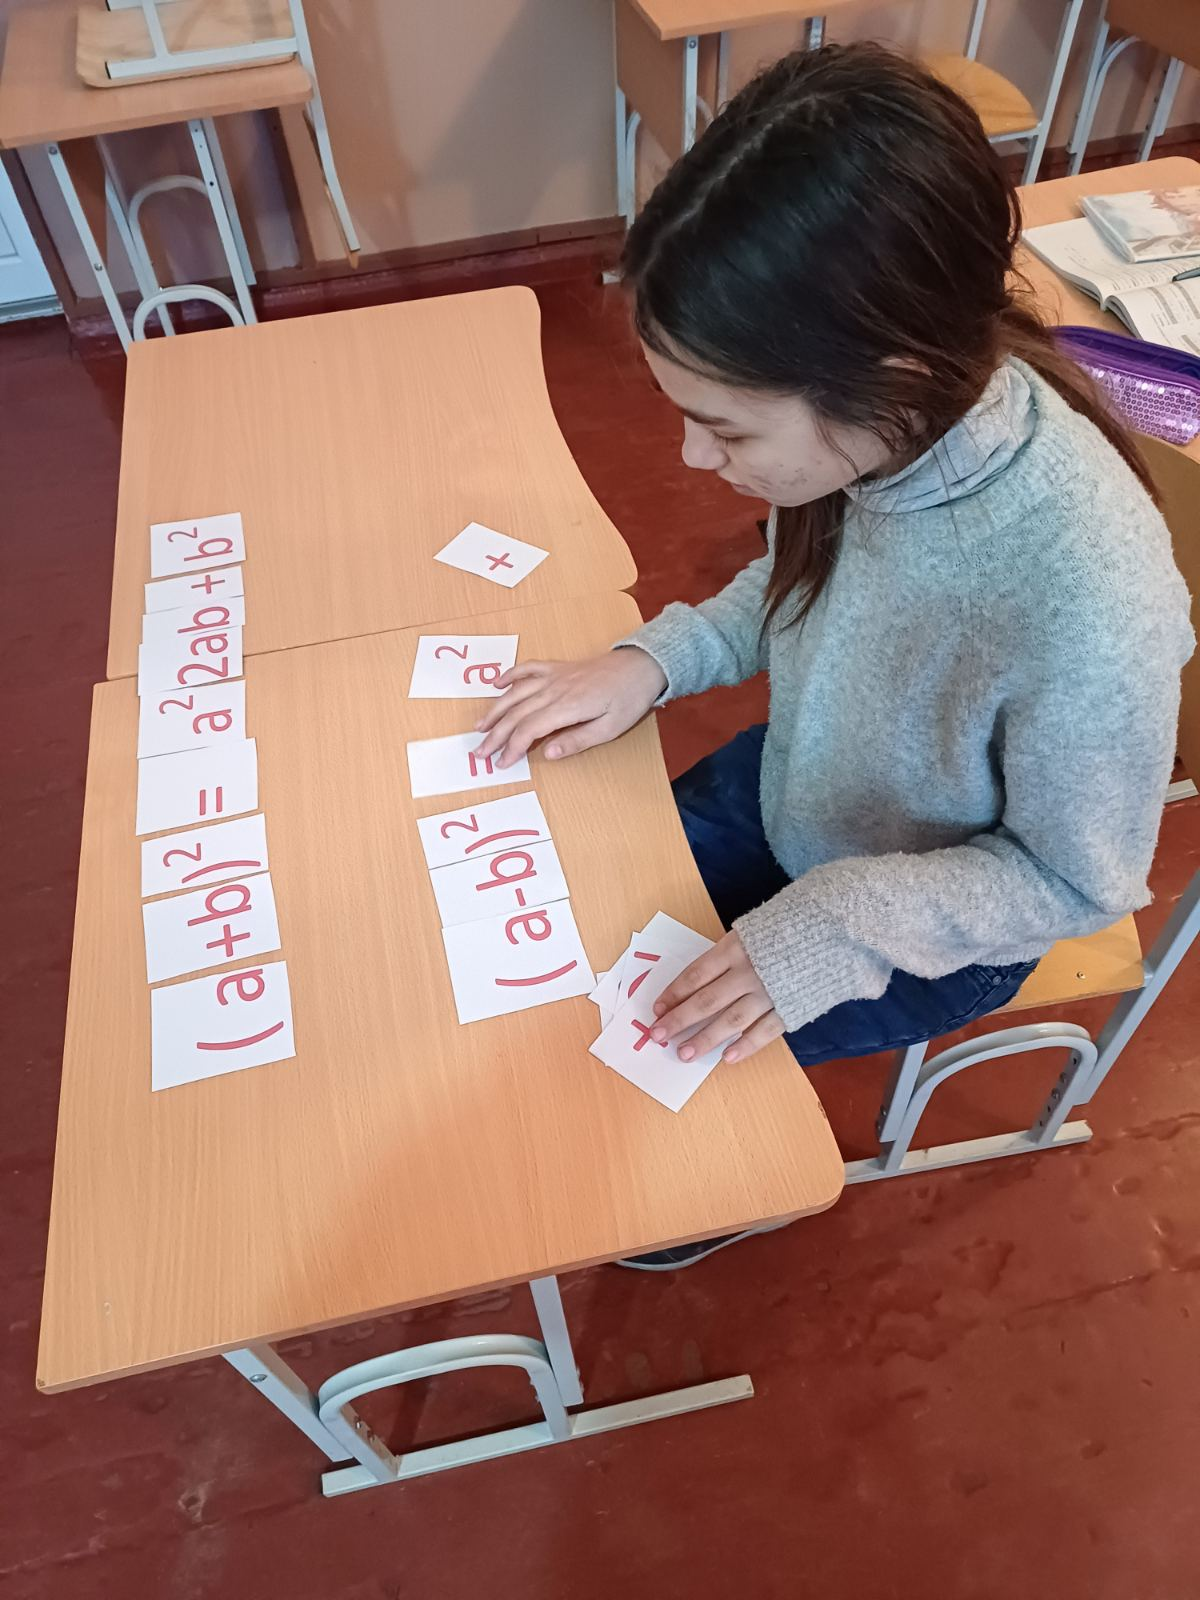 ( a+b)² = a² 2ab+b²
( a-b)² = a² +
+